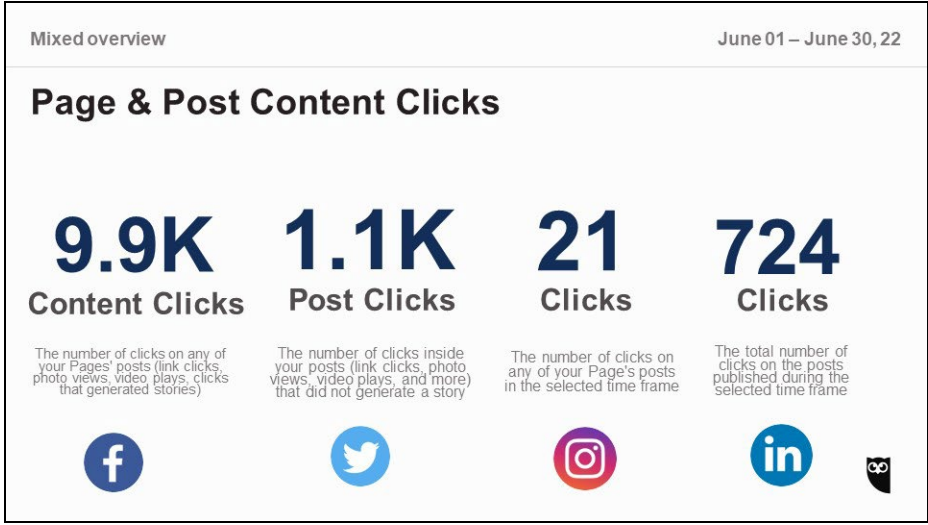 Mixed overview
June 01 – June 30, 22
Page & Post Content Clicks
9.9K
Content Clicks
The number of clicks on any of
your Pages' posts (link clicks,
photo views, video plays, clicks
that generated stories)
1.1K
Post Clicks
The number of clicks inside
your posts (link clicks, photo
views, video plays, and more)
that did not generate a story
21
Clicks
The number of clicks on
any of your Page's posts
in the selected time frame
724
Clicks
The total number of
clicks on the posts
published during the
selected time frame
f
in